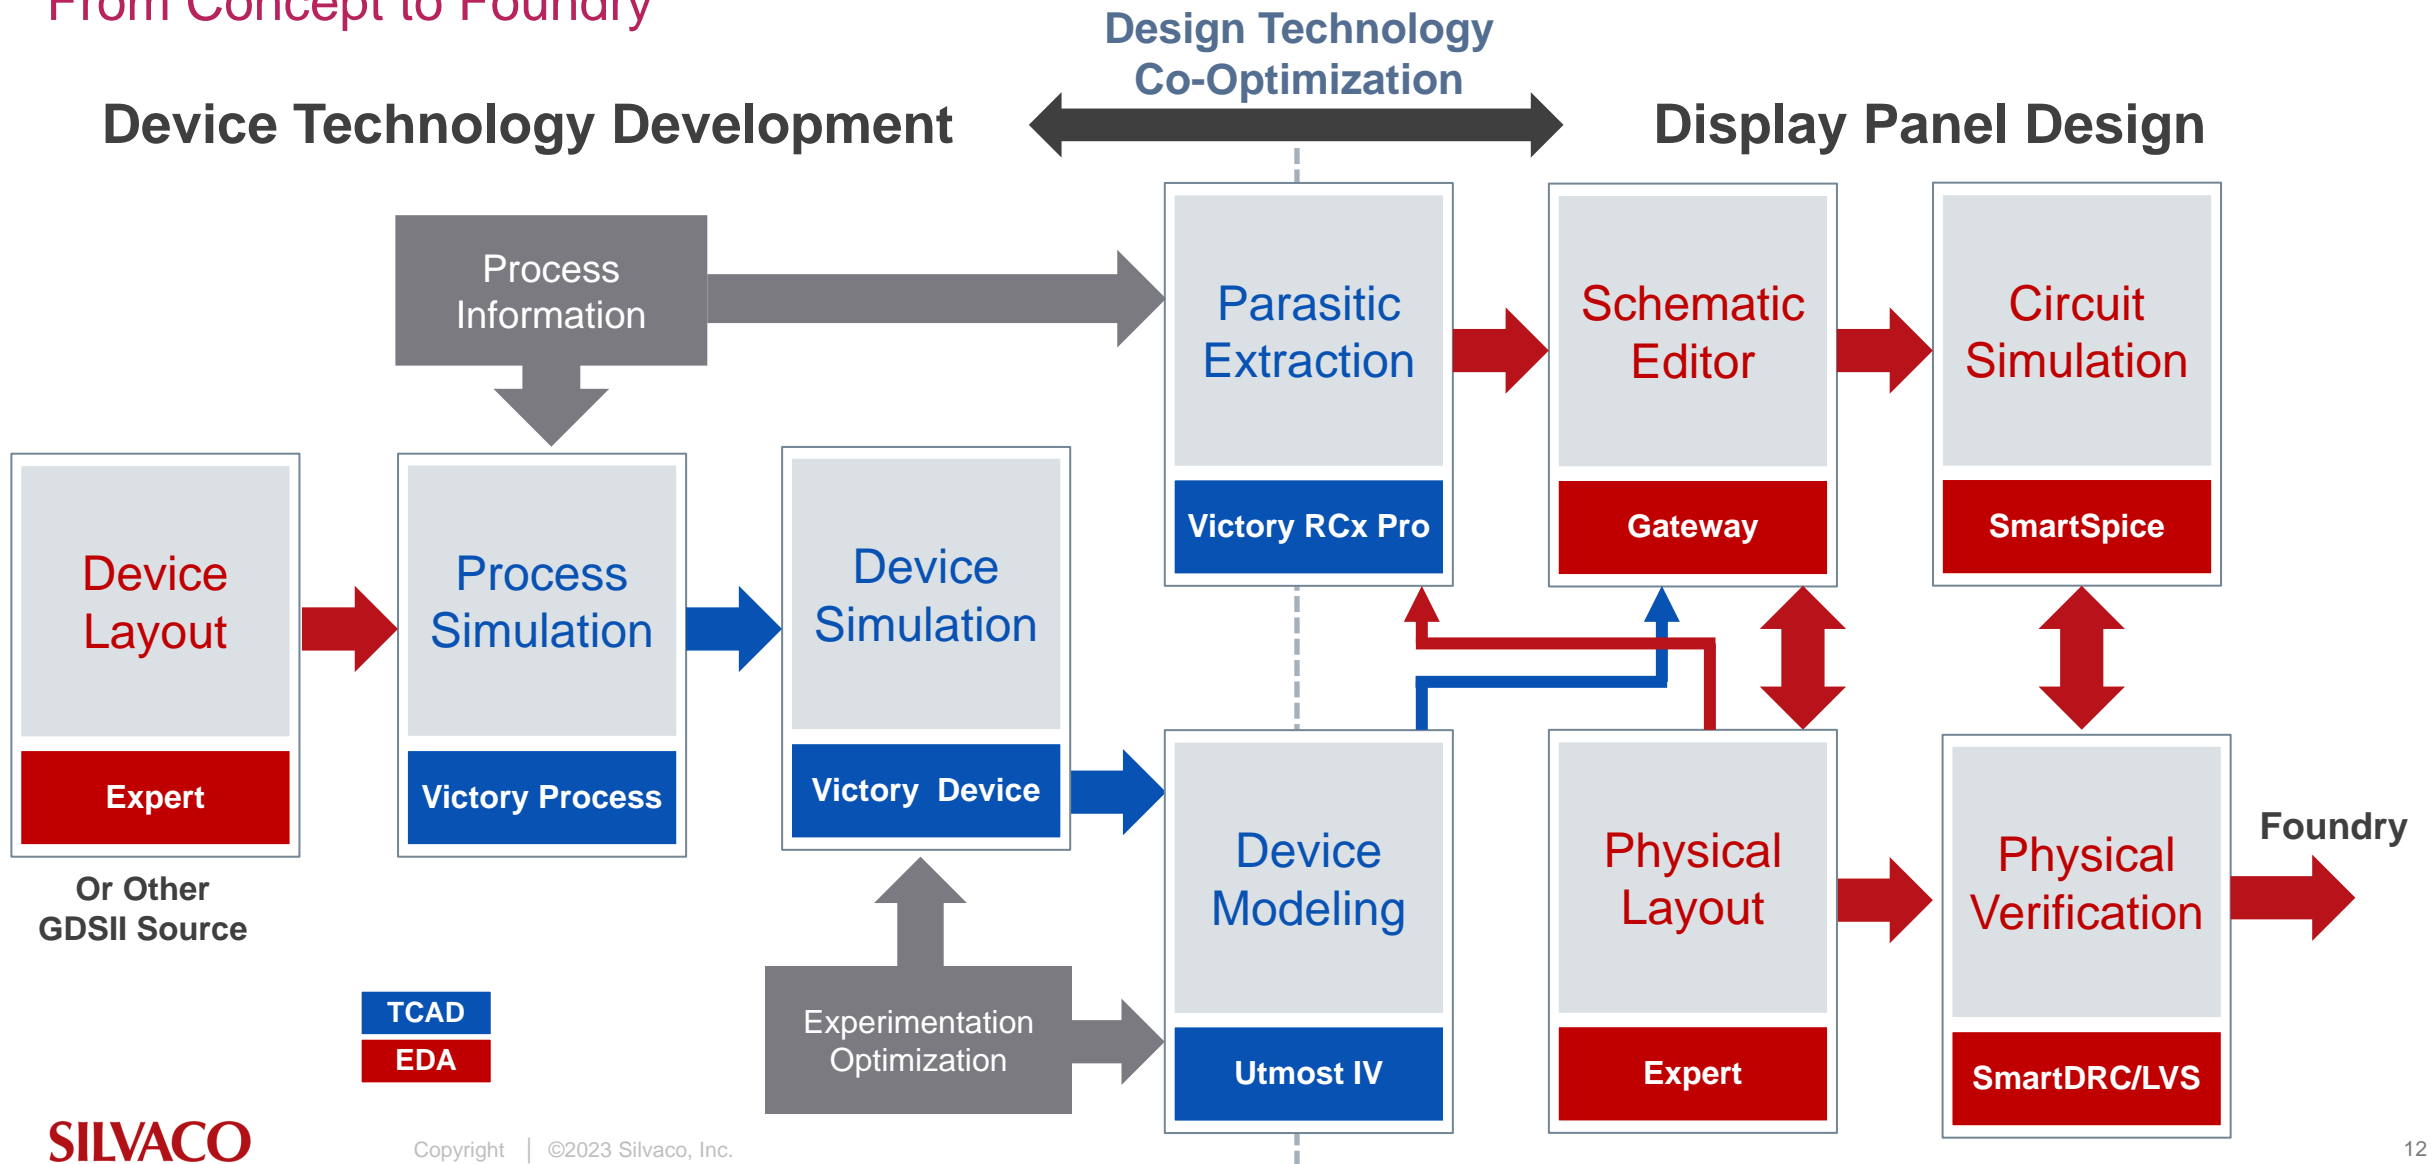 From Concept to Foundry
Design Technology
Co-Optimization
Device Technology Development
Display Panel Design
Process
Information
Parasitic
Extraction
Victory RCx Pro
Schematic
Editor
Gateway
Circuit
Simulation
SmartSpice
Device
Layout
Expert
Or Other
GDSII Source
Process
Simulation
Victory Process
Device
Simulation
Victory Device
Experimentation
Optimization
Device
Modeling
Utmost IV
Physical
Layout
Expert
Physical
Verification
SmartDRC/LVS
Foundry
TCAD
EDA
SILVACO
Copyright | ©2023 Silvaco, Inc.
12